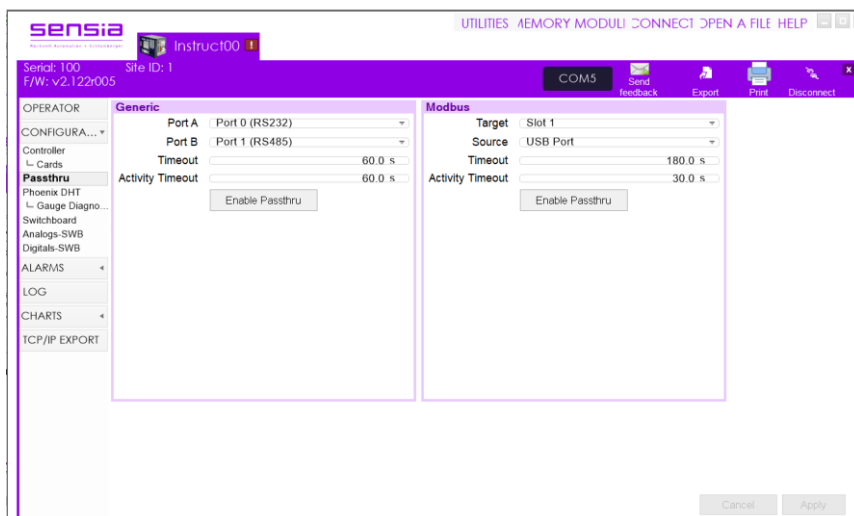 sensia
UTILITIES MEMORY MODULI CONNECT OPEN A FILE HELP
Rockwell Automation + Schlumberger
Instruct00
Serial: 100 Site ID: 1
F/W: v2.122r005
COM5
Send feedback
Export
Print
Disconnect
OPERATOR
CONFIGURA...
Controller
Cards
Passthru
Phoenix DHT
Gauge Diagno...
Switchboard
Analogs-SWB
Digitals-SWB
ALARMS
LOG
CHARTS
TCP/IP EXPORT
Generic
Port A Port 0 (RS232)
Port B Port 1 (RS485)
Timeout 60.0 s
Activity Timeout 60.0 s
Enable Passthru
Modbus
Target Slot 1
Source USB Port
Timeout 180.0 s
Activity Timeout 30.0 s
Enable Passthru
Cancel Apply